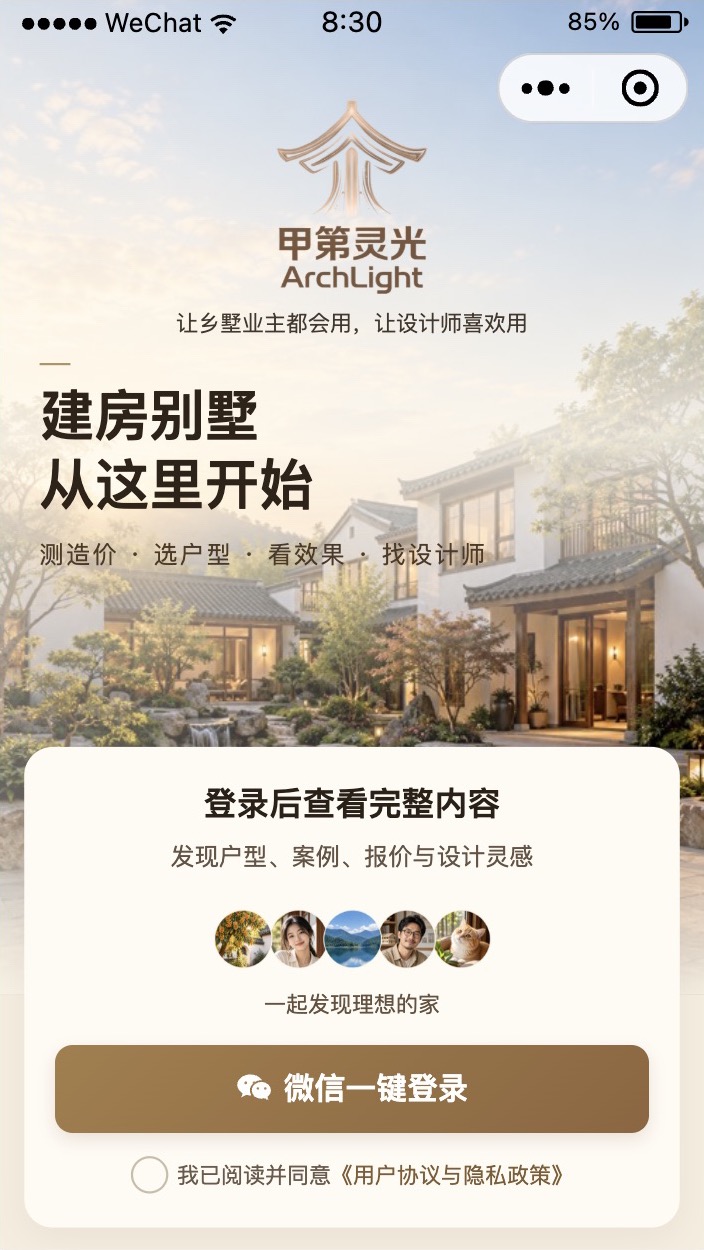 WeChat 8:30 85%
甲第灵光
ArchLight
让乡墅业主都会用，让设计师喜欢用
建房别墅
从这里开始
测造价 · 选户型 · 看效果 · 找设计师
登录后查看完整内容
发现户型、案例、报价与设计灵感
一起发现理想的家
微信一键登录
我已阅读并同意《用户协议与隐私政策》